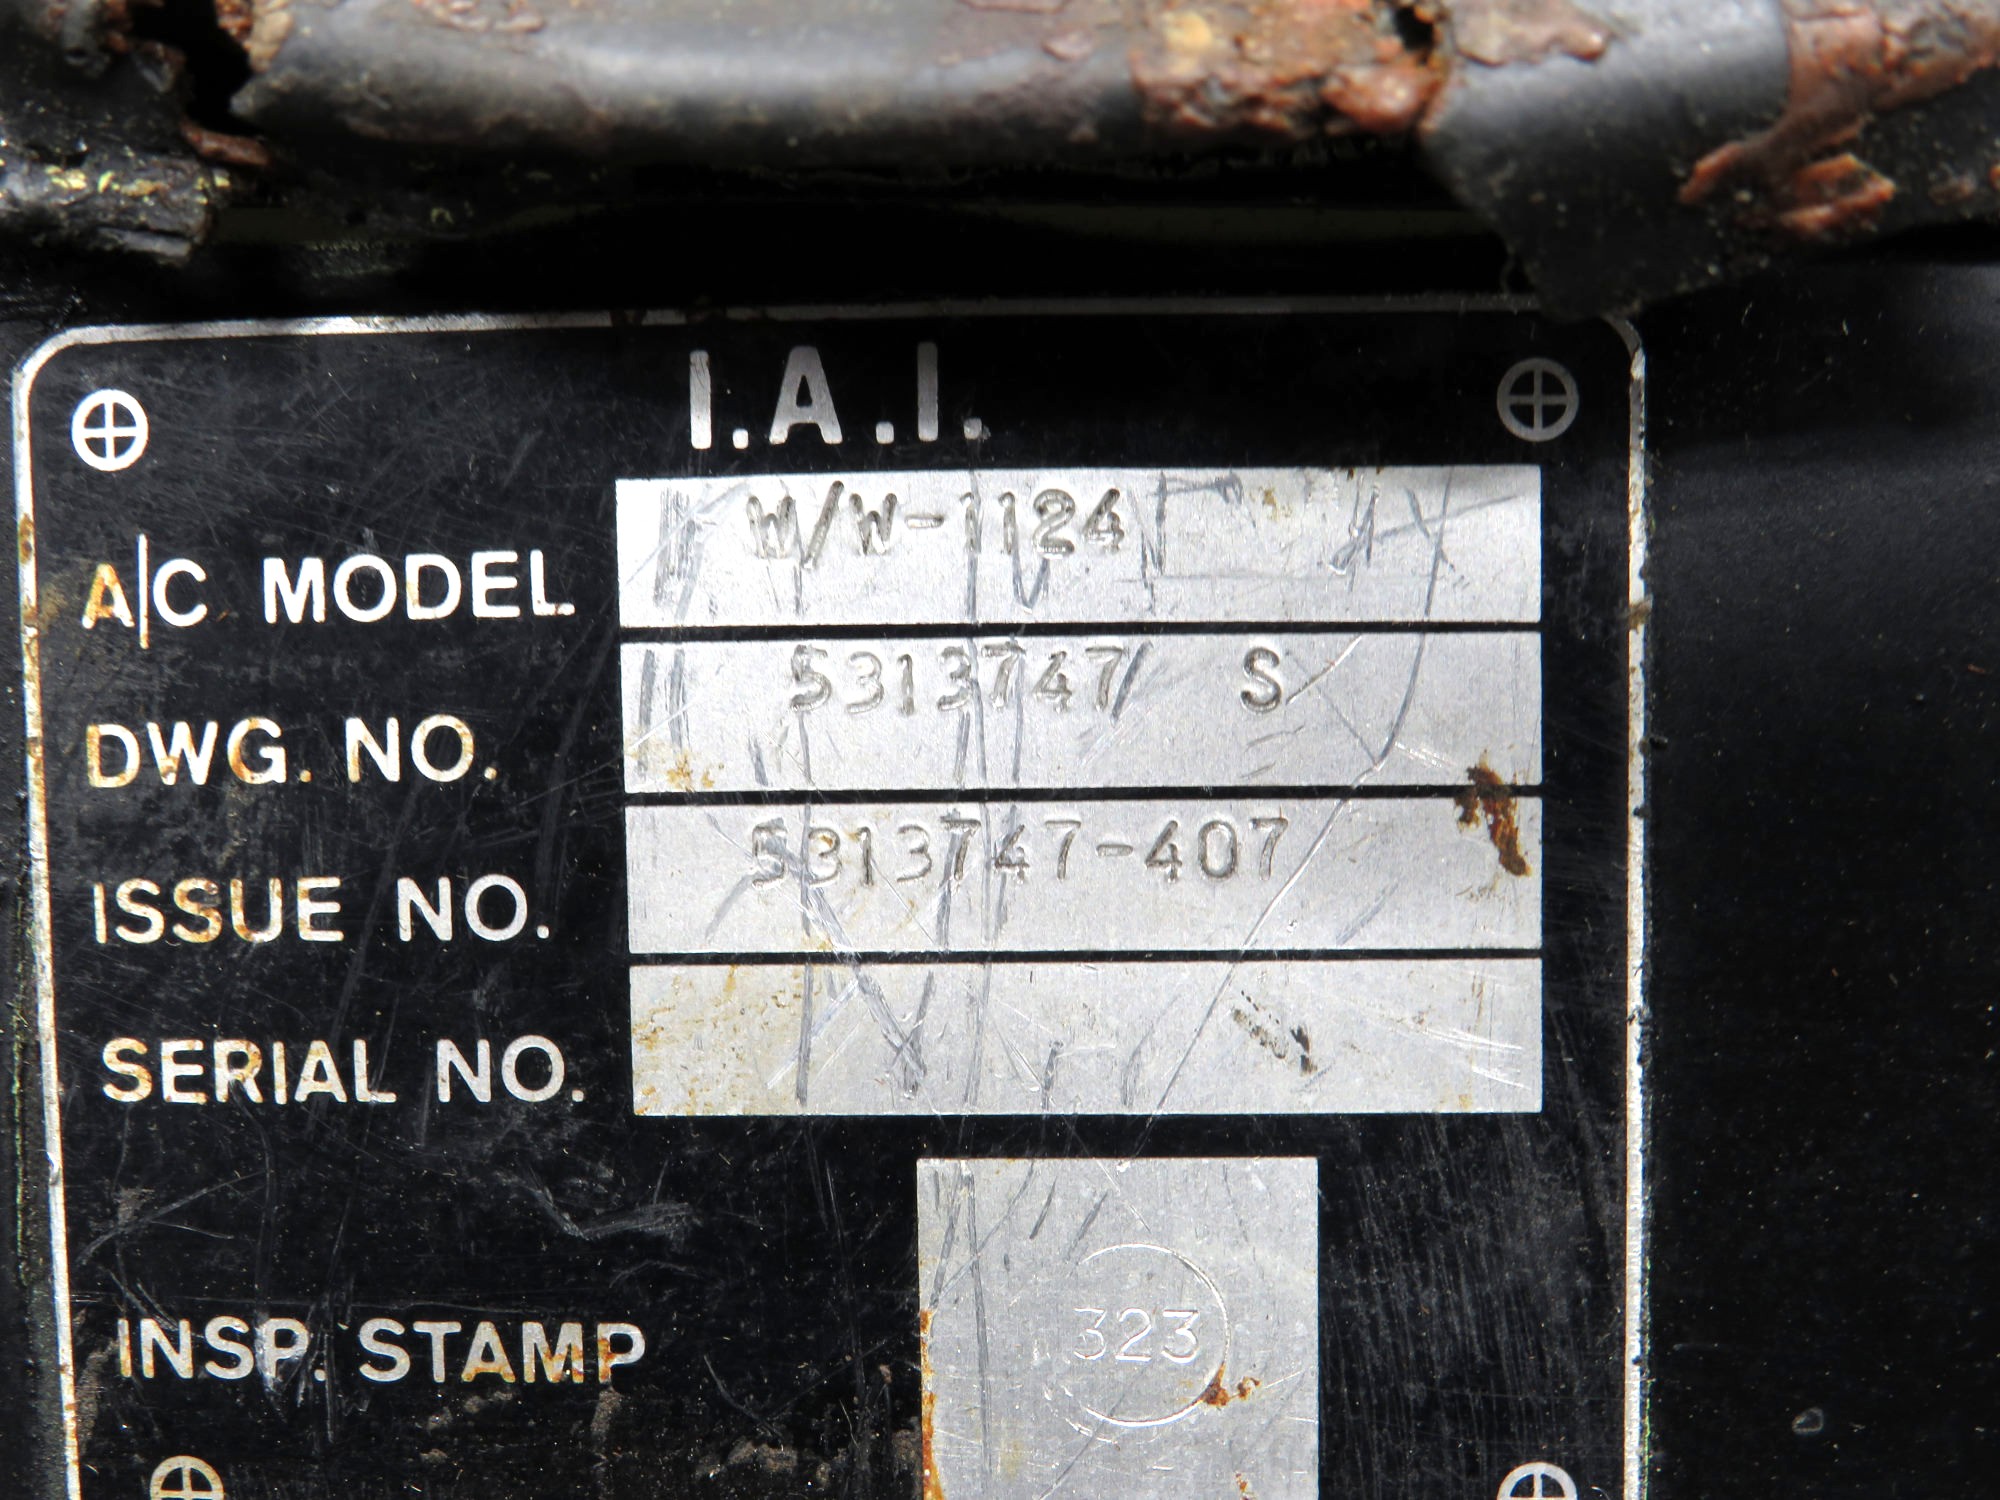 I.A.I.
A/C MODEL W/W-1124
DWG. NO. 5313747 S
ISSUE NO. 5313747-407
SERIAL NO.
INSP. STAMP 323